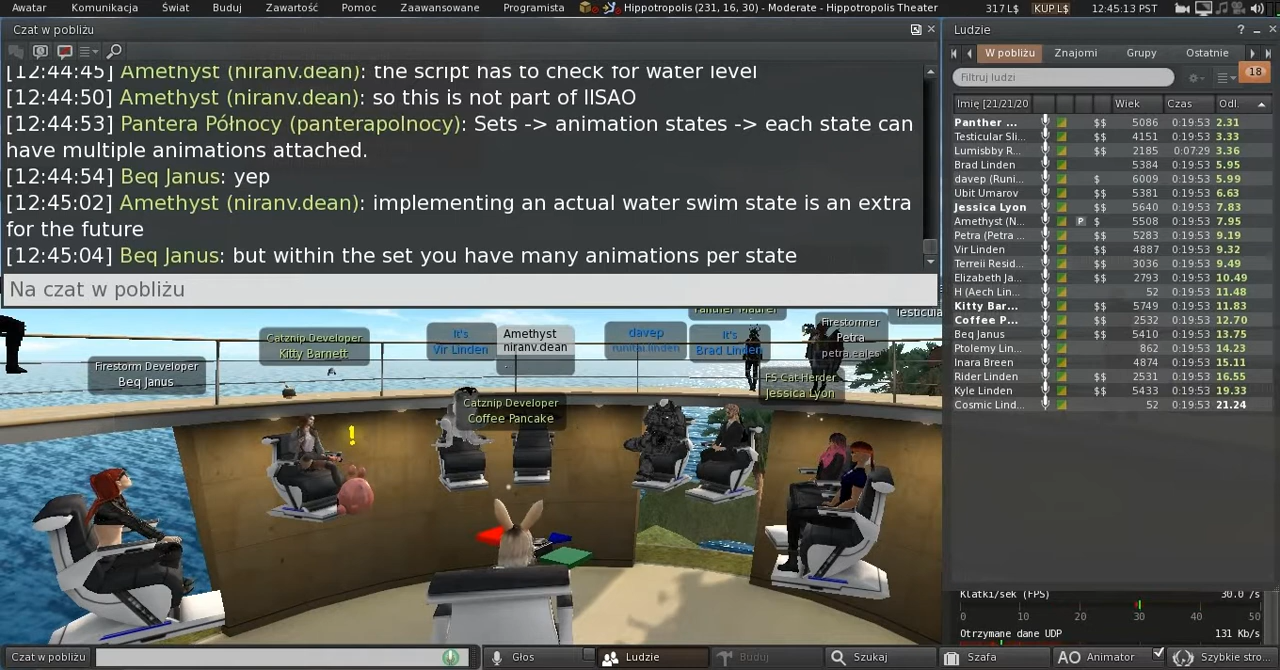 Awatar Komunikacja Świat Buduj Zawartość Pomoc Zaawansowane Programista Hippotropolis (231, 16, 30) - Moderate - Hippotropolis Theater 317 L$ KUP L$ 12:45:13 PST
Czat w pobliżu
[12:44:45] Amethyst (niranv.dean): the script has to check for water level
[12:44:50] Amethyst (niranv.dean): so this is not part of IISAO
[12:44:53] Pantera Północy (panterapolnocy): Sets -> animation states -> each state can
have multiple animations attached.
[12:44:54] Beq Janus: yep
[12:45:02] Amethyst (niranv.dean): implementing an actual water swim state is an extra
for the future
[12:45:04] Beq Janus: but within the set you have many animations per state
Na czat w pobliżu
Ludzie
? _ ×
W pobliżu Znajomi Grupy Ostatnie
Filtruj ludzi
18
Imię [21/21/20 Wiek Czas Odl.
Panther ... $$ 5086 0:19:53 2.31
Testicular Sli... $$ 4151 0:19:53 3.33
Lumisbby R... $$ 2185 0:07:29 3.36
Brad Linden 5384 0:19:53 5.95
davep (Runi... $ 6009 0:19:53 5.99
Ubit Umarov $$ 5381 0:19:53 6.63
Jessica Lyon $$ 5640 0:19:53 7.83
Amethyst (N... P $ 5508 0:19:53 7.95
Petra (Petra ... $$ 5283 0:19:53 9.19
Vir Linden $$ 4887 0:19:53 9.32
Terreii Resid... $$ 3036 0:19:53 9.49
Elizabeth Ja... $$ 2793 0:19:53 10.49
H (Aech Lin... 52 0:19:53 11.48
Kitty Bar... $$ 5749 0:19:53 11.83
Coffee P... $$ 2532 0:19:53 12.70
Beq Janus $$ 5410 0:19:53 13.75
Ptolemy Lin... 862 0:19:53 14.23
Inara Breen 4874 0:19:53 15.11
Rider Linden $$ 2531 0:19:53 16.55
Kyle Linden $$ 5433 0:19:53 19.33
Cosmic Lind... 52 0:19:53 21.24
Panther Maurer
Testicula
Firestorm Developer
Beq Janus
Catznip Developer
Kitty Barnett
It's
Vir Linden
Amethyst
niranv.dean
davep
runitai.linden
It's
Brad Linden
Firestormer
Petra
petra.eales
FS Cat Herder
Jessica Lyon
Catznip Developer
Coffee Pancake
!
Klatki/sek (FPS) 30.0 /s
0 10 20 30 40 50
Otrzymane dane UDP 131 Kb/s
Czat w pobliżu Głos Ludzie Buduj Szukaj Szafa AO Animator Szybkie stro...